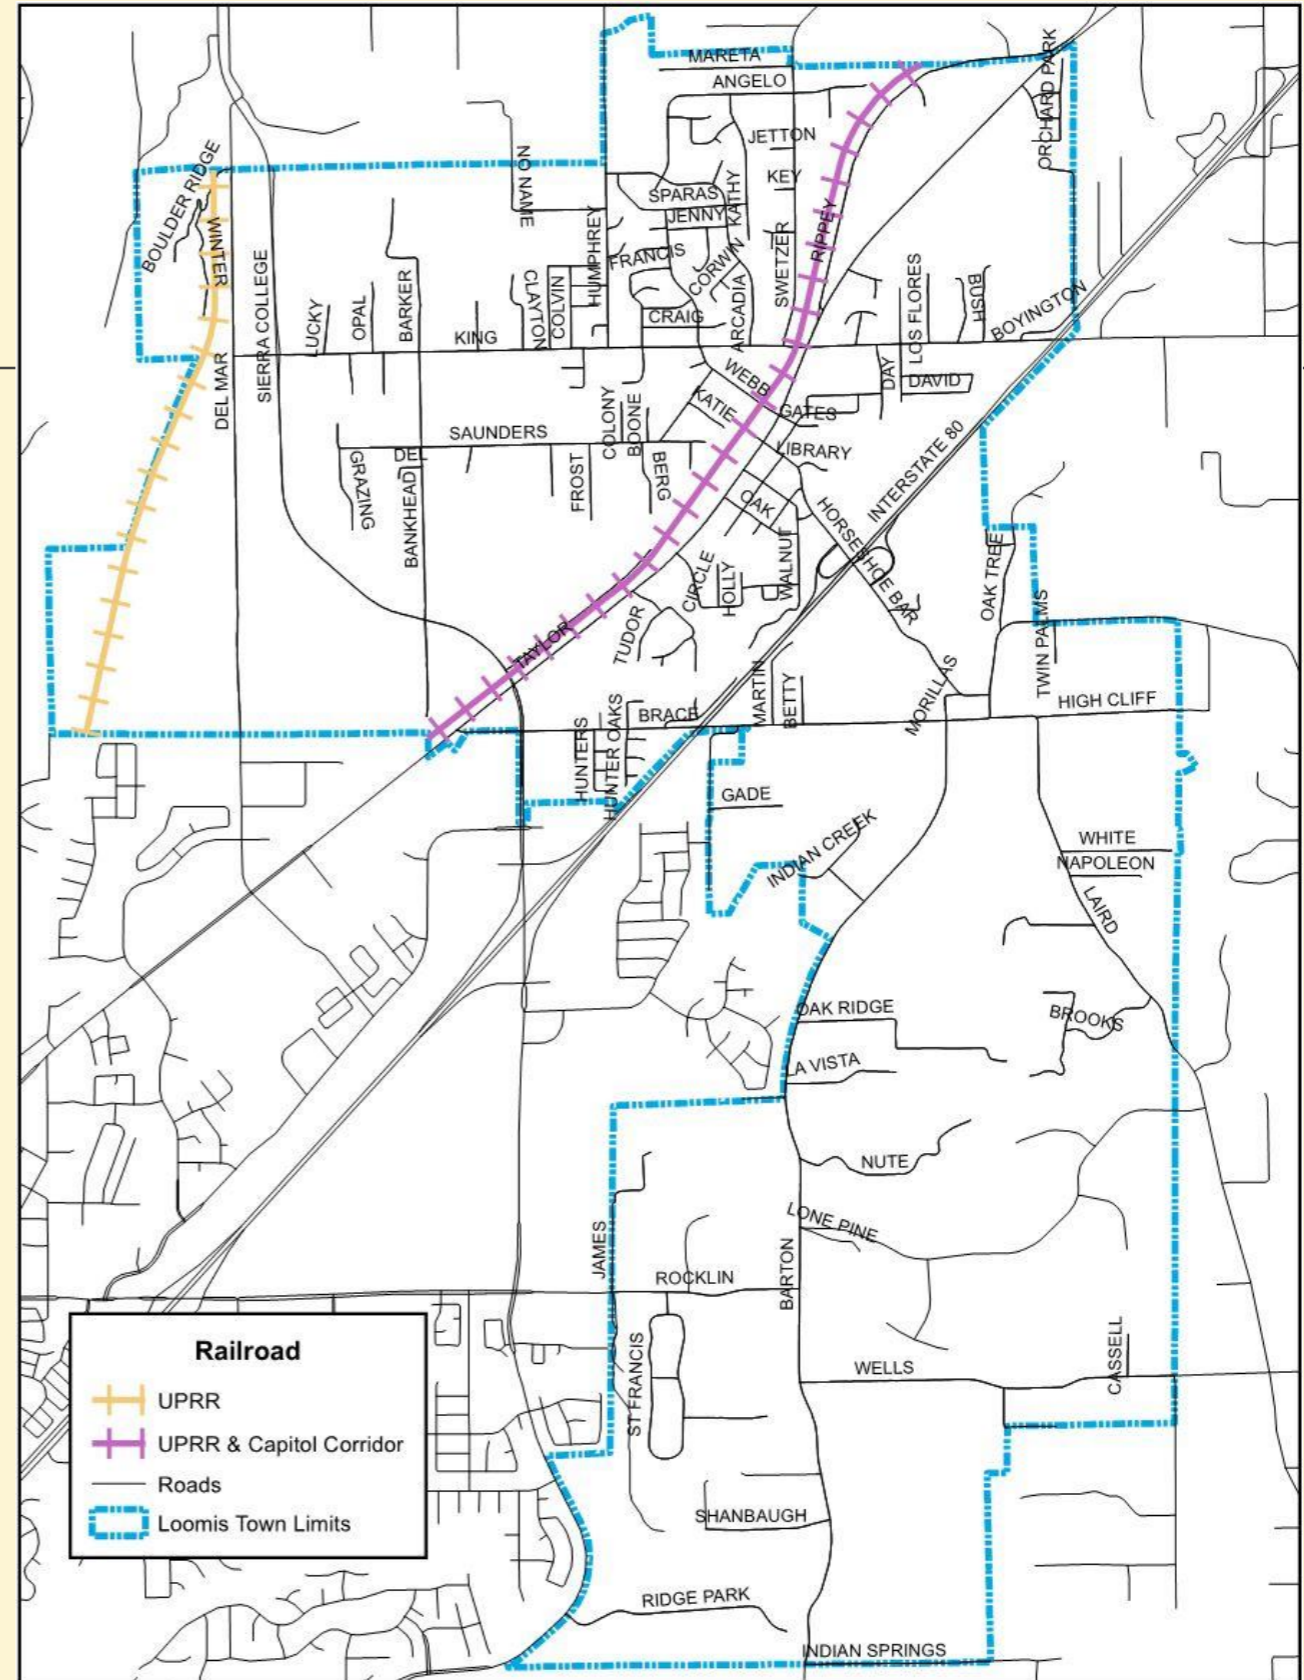 MARETA
ANGELO
ORCHARD PARK
JETTON
NO NAME
BOULDER RIDGE
KEY
SPARAS
KATHY
JENNY
RIPPEY
WINTER
HUMPHREY
FRANCIS
CORWIN
SWETZER
SIERRA COLLEGE
CLAYTON
COLVIN
ARCADIA
LOS FLORES
BUSH
BOYINGTON
LUCKY
OPAL
BARKER
KING
CRAIG
DEL MAR
WEBB
DAY
DAVID
KATIE
GATES
COLONY
BOONE
SAUNDERS
LIBRARY
DEL
GRAZING
BANKHEAD
FROST
BERG
OAK
HORSESHOE BAR
INTERSTATE 80
CIRCLE
HOLLY
WALNUT
OAK TREE
TWIN PALMS
TAYLOR
TUDOR
MARTIN
BETTY
MORILLAS
HIGH CLIFF
BRACE
HUNTERS
HUNTER OAKS
GADE
INDIAN CREEK
WHITE
NAPOLEON
LAIRD
OAK RIDGE
BROOKS
LA VISTA
NUTE
LONE PINE
JAMES
BARTON
ROCKLIN
ST FRANCIS
WELLS
CASSELL
SHANBAUGH
RIDGE PARK
INDIAN SPRINGS
Railroad
UPRR
UPRR & Capitol Corridor
Roads
Loomis Town Limits